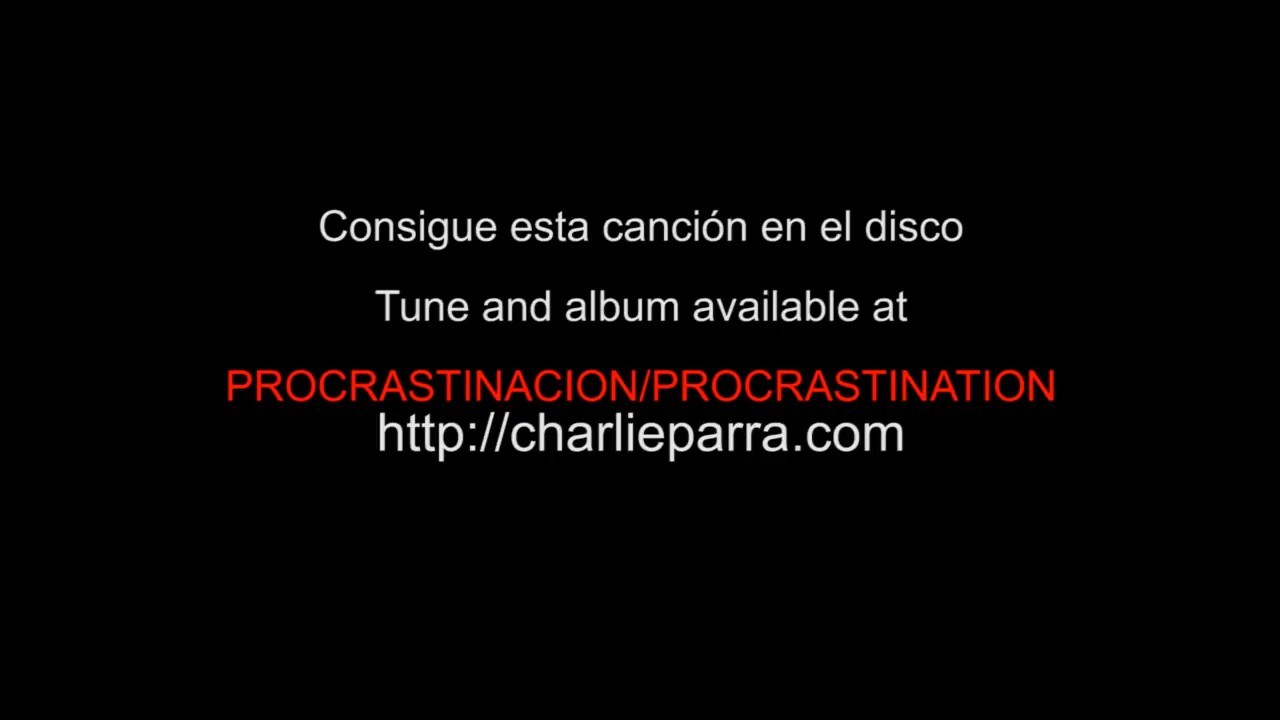 Consigue esta canción en el disco
Tune and album available at
PROCRASTINACION/PROCRASTINATION
http://charlieparra.com